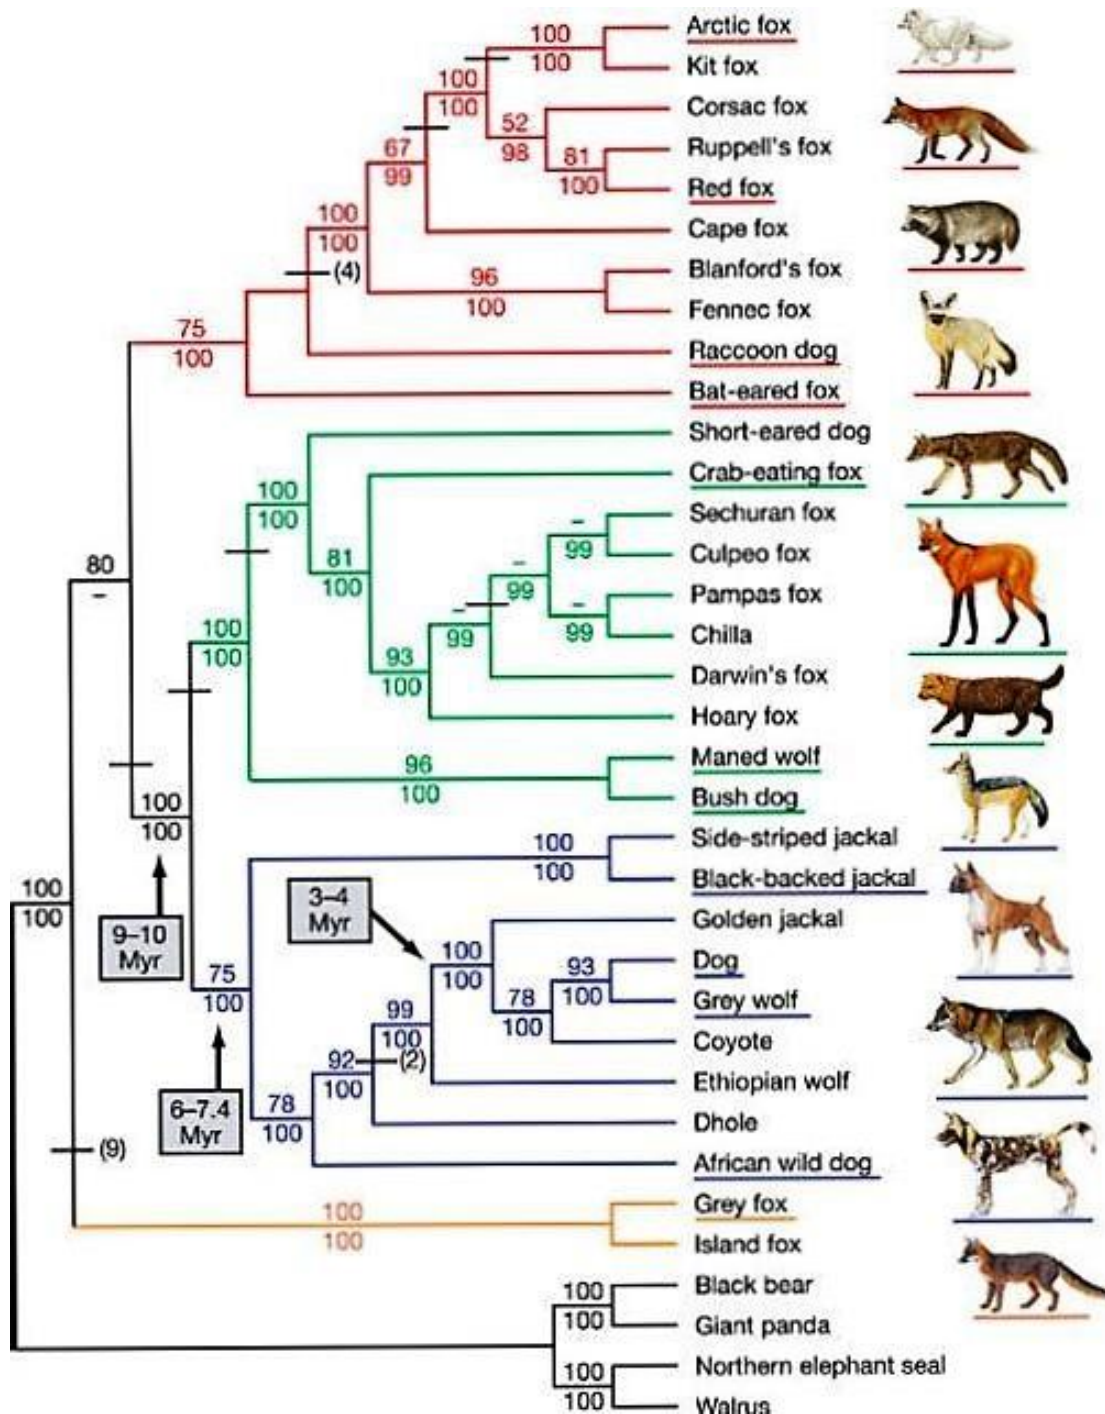 100
Arctic fox
100
Kit fox
100
100
Corsac fox
52
98
Ruppell's fox
81
100
Red fox
67
99
Cape fox
100
100
(4)
Blanford's fox
96
100
Fennec fox
75
100
Raccoon dog
Bat-eared fox
Short-eared dog
Crab-eating fox
100
100
Sechuran fox
–
99
Culpeo fox
81
100
–
99
Pampas fox
–
99
Chilla
–
99
Darwin's fox
93
100
Hoary fox
80
–
100
100
Maned wolf
96
100
Bush dog
100
100
Side-striped jackal
100
100
Black-backed jackal
9–10
Myr
3–4
Myr
Golden jackal
100
100
Dog
93
100
Grey wolf
78
100
Coyote
99
100
(2)
Ethiopian wolf
92
100
Dhole
75
100
78
100
African wild dog
6–7.4
Myr
100
100
(9)
Grey fox
100
100
Island fox
Black bear
100
100
Giant panda
Northern elephant seal
100
100
Walrus